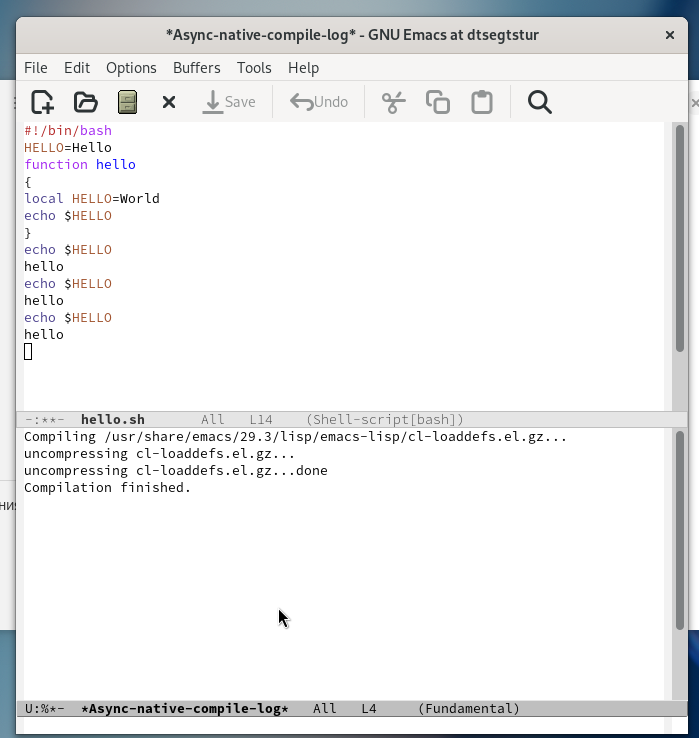 *Async-native-compile-log* - GNU Emacs at dtsegtstur
File Edit Options Buffers Tools Help
Save Undo
#!/bin/bash
HELLO=Hello
function hello
{
local HELLO=World
echo $HELLO
}
echo $HELLO
hello
echo $HELLO
hello
echo $HELLO
hello
-:**- hello.sh All L14 (Shell-script[bash])
Compiling /usr/share/emacs/29.3/lisp/emacs-lisp/cl-loaddefs.el.gz...
uncompressing cl-loaddefs.el.gz...
uncompressing cl-loaddefs.el.gz...done
Compilation finished.
ния
U:%*- *Async-native-compile-log* All L4 (Fundamental)